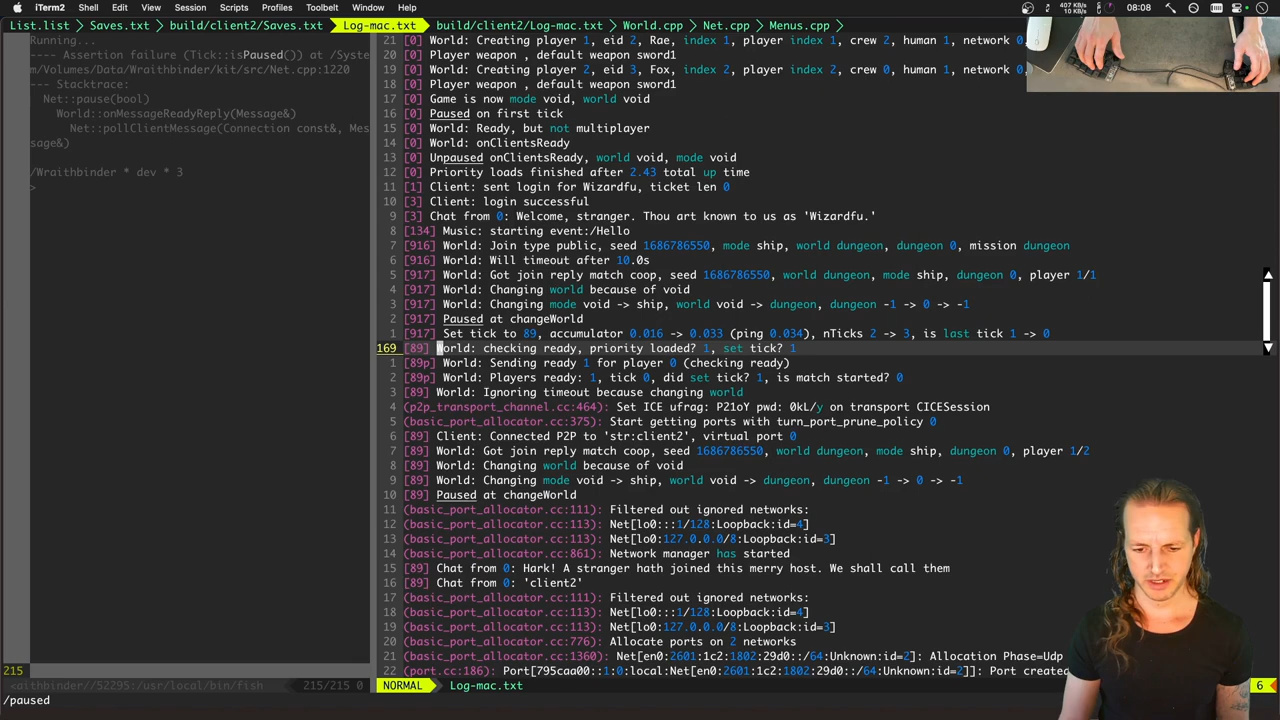 iTerm2 Shell Edit View Session Scripts Profiles Toolbelt Window Help 407 KB/s 10 KB/s 08:08
List.list Saves.txt build/client2/Saves.txt Log-mac.txt build/client2/Log-mac.txt World.cpp Net.cpp Menus.cpp
Running...
---- Assertion failure (Tick::isPaused()) at /Syste
m/Volumes/Data/Wraithbinder/kit/src/Net.cpp:1220
--- Stacktrace:
Net::pause(bool)
World::onMessageReadyReply(Message&)
Net::pollClientMessage(Connection const&, Mes
sage&)
/Wraithbinder * dev * 3
>
215
<aithbinder//52295:/usr/local/bin/fish 215/215 0
21 [0] World: Creating player 1, eid 2, Rae, index 1, player index 1, crew 2, human 1, network 0,
20 [0] Player weapon , default weapon sword1
19 [0] World: Creating player 2, eid 3, Fox, index 2, player index 2, crew 0, human 1, network 0,
18 [0] Player weapon , default weapon sword1
17 [0] Game is now mode void, world void
16 [0] Paused on first tick
15 [0] World: Ready, but not multiplayer
14 [0] World: onClientsReady
13 [0] Unpaused onClientsReady, world void, mode void
12 [0] Priority loads finished after 2.43 total up time
11 [1] Client: sent login for Wizardfu, ticket len 0
10 [3] Client: login successful
9 [3] Chat from 0: Welcome, stranger. Thou art known to us as 'Wizardfu.'
8 [134] Music: starting event:/Hello
7 [916] World: Join type public, seed 1686786550, mode ship, world dungeon, dungeon 0, mission dungeon
6 [916] World: Will timeout after 10.0s
5 [917] World: Got join reply match coop, seed 1686786550, world dungeon, mode ship, dungeon 0, player 1/1
4 [917] World: Changing world because of void
3 [917] World: Changing mode void -> ship, world void -> dungeon, dungeon -1 -> 0 -> -1
2 [917] Paused at changeWorld
1 [917] Set tick to 89, accumulator 0.016 -> 0.033 (ping 0.034), nTicks 2 -> 3, is last tick 1 -> 0
169 [89] World: checking ready, priority loaded? 1, set tick? 1
1 [89p] World: Sending ready 1 for player 0 (checking ready)
2 [89p] World: Players ready: 1, tick 0, did set tick? 1, is match started? 0
3 [89] World: Ignoring timeout because changing world
4 (p2p_transport_channel.cc:464): Set ICE ufrag: P21oY pwd: 0kL/y on transport CICESession
5 (basic_port_allocator.cc:375): Start getting ports with turn_port_prune_policy 0
6 [89] Client: Connected P2P to 'str:client2', virtual port 0
7 [89] World: Got join reply match coop, seed 1686786550, world dungeon, mode ship, dungeon 0, player 1/2
8 [89] World: Changing world because of void
9 [89] World: Changing mode void -> ship, world void -> dungeon, dungeon -1 -> 0 -> -1
10 [89] Paused at changeWorld
11 (basic_port_allocator.cc:111): Filtered out ignored networks:
12 (basic_port_allocator.cc:113): Net[lo0:::1/128:Loopback:id=4]
13 (basic_port_allocator.cc:113): Net[lo0:127.0.0.0/8:Loopback:id=3]
14 (basic_port_allocator.cc:861): Network manager has started
15 [89] Chat from 0: Hark! A stranger hath joined this merry host. We shall call them
16 [89] Chat from 0: 'client2'
17 (basic_port_allocator.cc:111): Filtered out ignored networks:
18 (basic_port_allocator.cc:113): Net[lo0:::1/128:Loopback:id=4]
19 (basic_port_allocator.cc:113): Net[lo0:127.0.0.0/8:Loopback:id=3]
20 (basic_port_allocator.cc:776): Allocate ports on 2 networks
21 (basic_port_allocator.cc:1360): Net[en0:2601:1c2:1802:29d0::/64:Unknown:id=2]: Allocation Phase=Udp
22 (port.cc:186): Port[795caa00::1:0:local:Net[en0:2601:1c2:1802:29d0::/64:Unknown:id=2]]: Port created
NORMAL Log-mac.txt 6
/paused